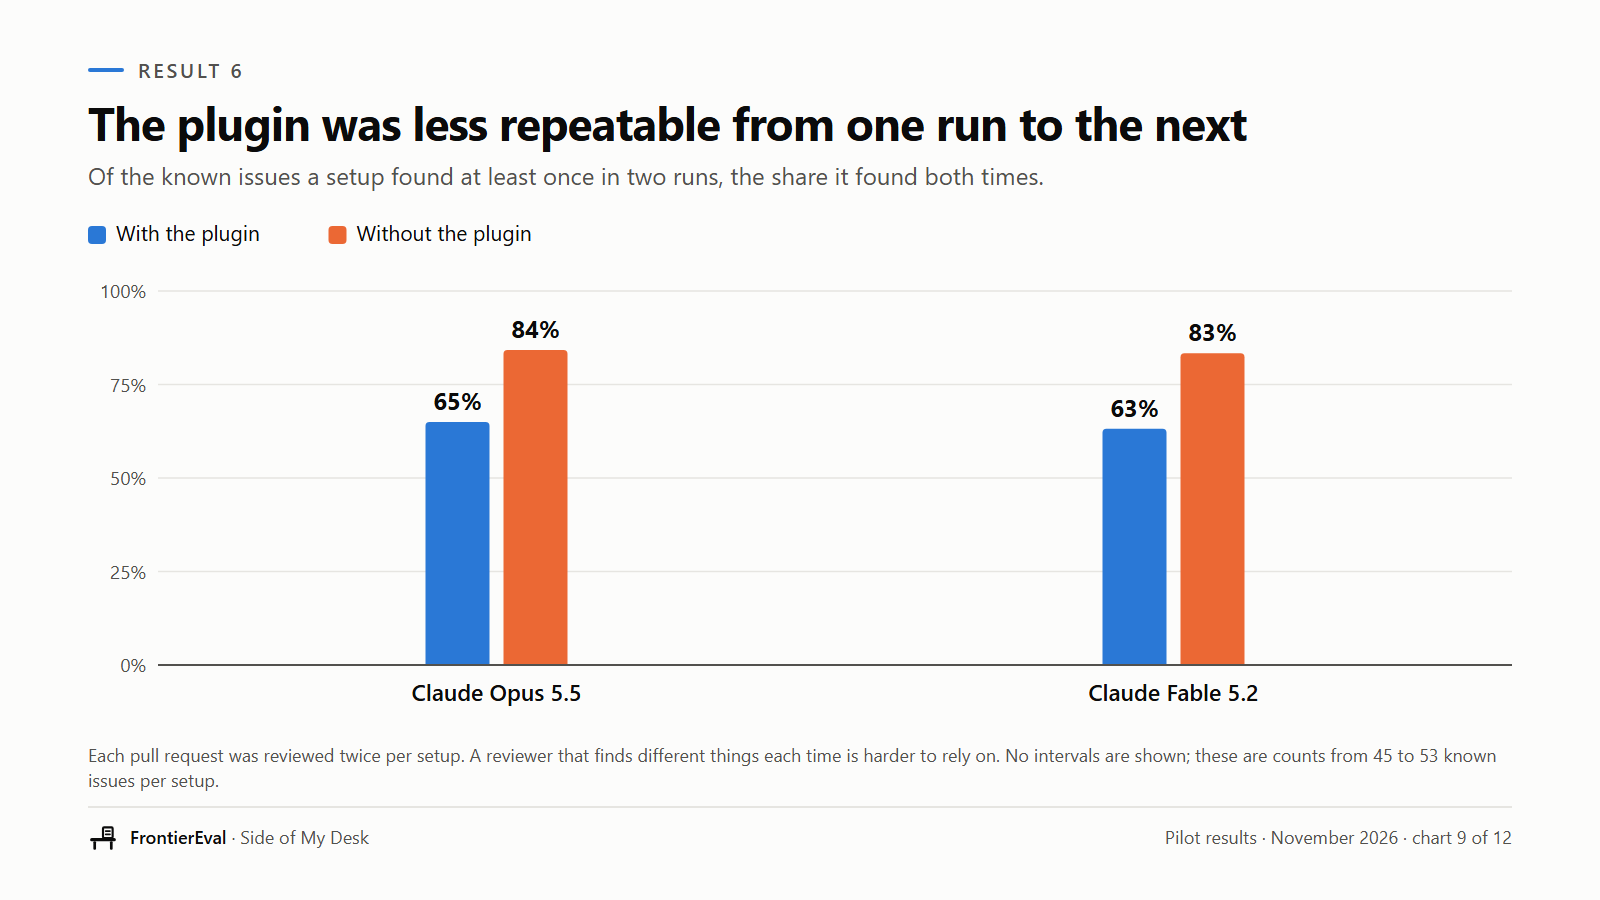 RESULT 6
The plugin was less repeatable from one run to the next
Of the known issues a setup found at least once in two runs, the share it found both times.
With the plugin
Without the plugin
100%
75%
50%
25%
0%
65%
84%
63%
83%
Claude Opus 5.5
Claude Fable 5.2
Each pull request was reviewed twice per setup. A reviewer that finds different things each time is harder to rely on. No intervals are shown; these are counts from 45 to 53 known
issues per setup.
FrontierEval · Side of My Desk
Pilot results · November 2026 · chart 9 of 12